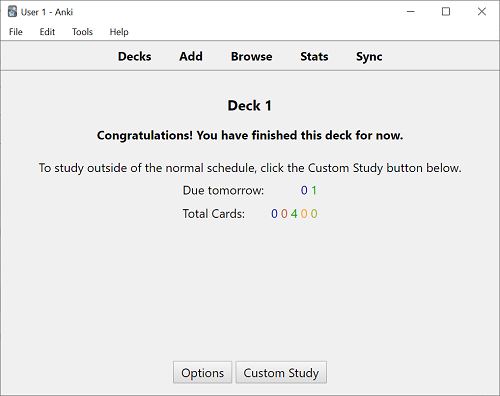 User 1 - Anki
File Edit Tools Help
Decks Add Browse Stats Sync
Deck 1
Congratulations! You have finished this deck for now.
To study outside of the normal schedule, click the Custom Study button below.
Due tomorrow: 0 1
Total Cards: 0 0 4 0 0
Options Custom Study